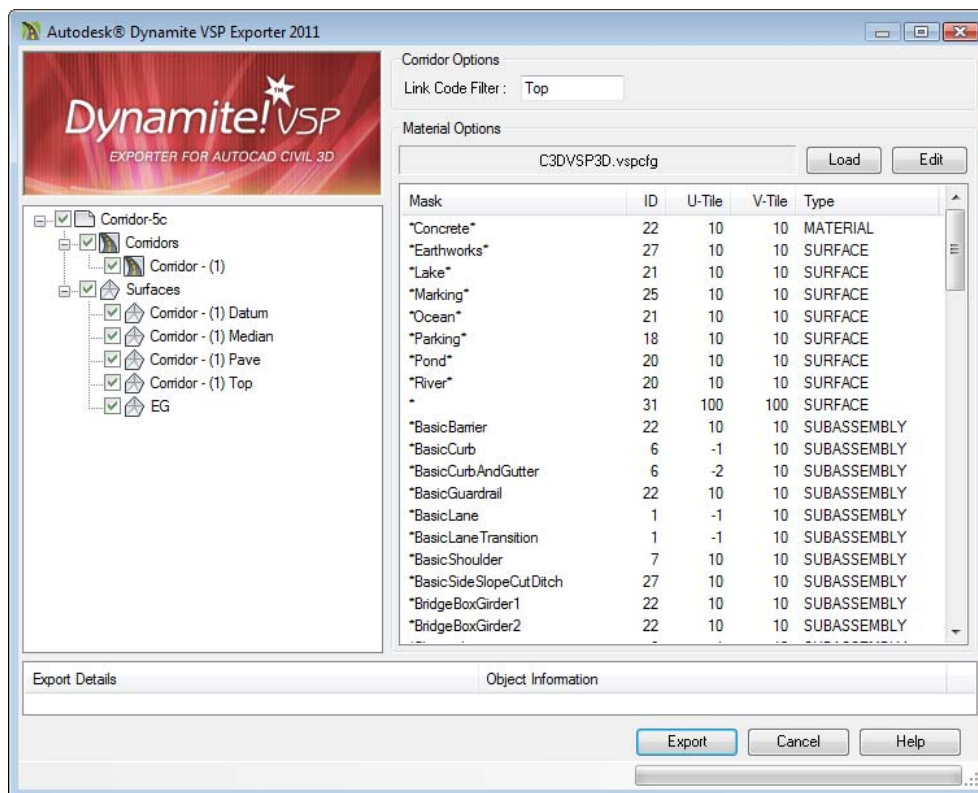 Autodesk® Dynamite VSP Exporter 2011
Dynamite!™ VSP
EXPORTER FOR AUTOCAD CIVIL 3D
Corridor-5c
Corridors
Corridor - (1)
Surfaces
Corridor - (1) Datum
Corridor - (1) Median
Corridor - (1) Pave
Corridor - (1) Top
EG
Corridor Options
Link Code Filter : Top
Material Options
C3DVSP3D.vspcfg Load Edit
Mask ID U-Tile V-Tile Type
*Concrete* 22 10 10 MATERIAL
*Earthworks* 27 10 10 SURFACE
*Lake* 21 10 10 SURFACE
*Marking* 25 10 10 SURFACE
*Ocean* 21 10 10 SURFACE
*Parking* 18 10 10 SURFACE
*Pond* 20 10 10 SURFACE
*River* 20 10 10 SURFACE
* 31 100 100 SURFACE
*BasicBarrier 22 10 10 SUBASSEMBLY
*BasicCurb 6 -1 10 SUBASSEMBLY
*BasicCurbAndGutter 6 -2 10 SUBASSEMBLY
*BasicGuardrail 22 10 10 SUBASSEMBLY
*BasicLane 1 -1 10 SUBASSEMBLY
*BasicLaneTransition 1 -1 10 SUBASSEMBLY
*BasicShoulder 7 10 10 SUBASSEMBLY
*BasicSideSlopeCutDitch 27 10 10 SUBASSEMBLY
*BridgeBoxGirder1 22 10 10 SUBASSEMBLY
*BridgeBoxGirder2 22 10 10 SUBASSEMBLY
Export Details Object Information
Export Cancel Help